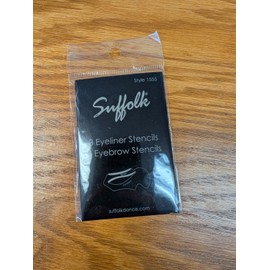 Style 1505
Suffolk
Eyeliner Stencils
Eyebrow Stencils
suffolkdance.com